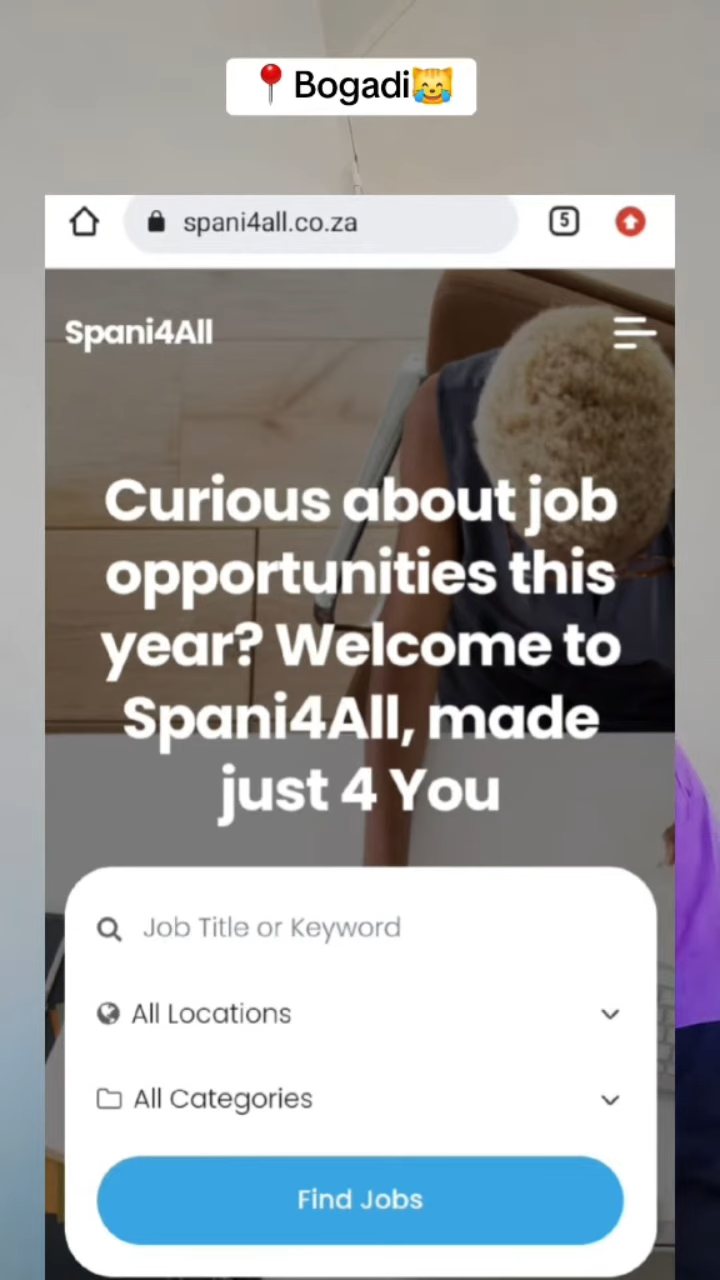 📍Bogadi😹
spani4all.co.za
5
Spani4All
Curious about job
opportunities this
year? Welcome to
Spani4All, made
just 4 You
Job Title or Keyword
All Locations
All Categories
Find Jobs